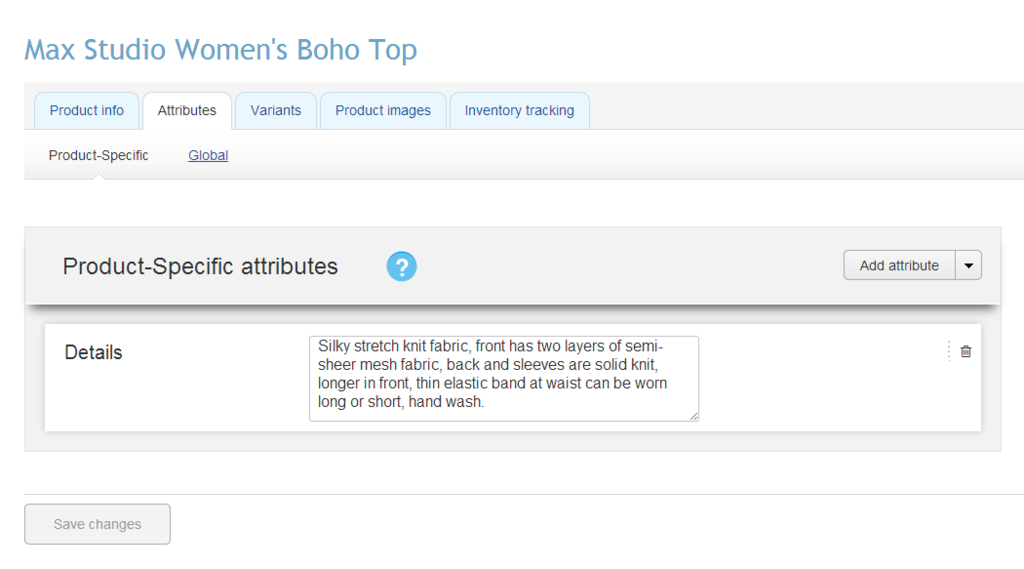 Max Studio Women's Boho Top
Product info Attributes Variants Product images Inventory tracking
Product-Specific Global
Product-Specific attributes ? Add attribute
Details
Silky stretch knit fabric, front has two layers of semi-
sheer mesh fabric, back and sleeves are solid knit,
longer in front, thin elastic band at waist can be worn
long or short, hand wash.
Save changes